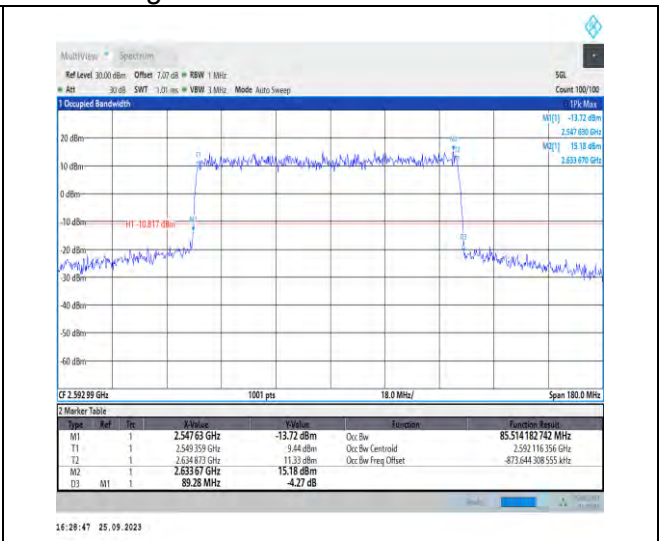 MultiView Spectrum
Ref Level 30.00 dBm Offset 7.07 dB RBW 1 MHz SGL
Att 30 dB SWT 1.01 ms VBW 3 MHz Mode Auto Sweep Count 100/100
1 Occupied Bandwidth 1Pk Max
M1[1] -13.72 dBm
2.547 630 GHz
20 dBm
M2[1] 15.18 dBm
2.633 670 GHz
M2
T2
T1
10 dBm
0 dBm
-10 dBm
H1 -10.817 dBm
M1
D3
-20 dBm
-30 dBm
-40 dBm
-50 dBm
-60 dBm
CF 2.592 99 GHz 1001 pts 18.0 MHz/ Span 180.0 MHz
2 Marker Table
Type Ref Trc X-Value Y-Value Function Function Result
M1 1 2.547 63 GHz -13.72 dBm Occ Bw 85.514 182 742 MHz
T1 1 2.549 359 GHz 9.44 dBm Occ Bw Centroid 2.592 116 356 GHz
T2 1 2.634 873 GHz 11.33 dBm Occ Bw Freq Offset -873.644 308 555 kHz
M2 1 2.633 67 GHz 15.18 dBm
D3 M1 1 89.28 MHz -4.27 dB
16:28:47 25.09.2023